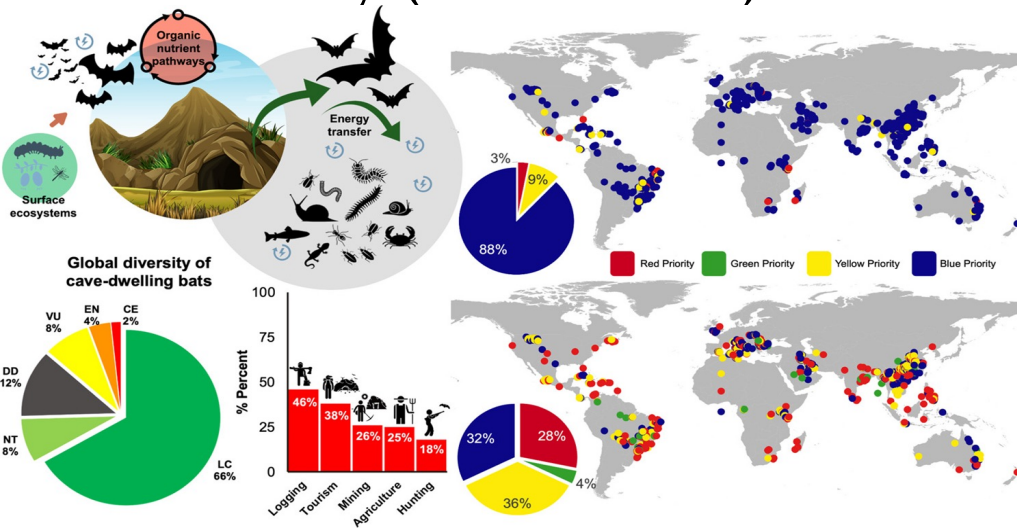 Organic
nutrient
pathways
Energy
transfer
Surface
ecosystems
3%
9%
88%
Red Priority
Green Priority
Yellow Priority
Blue Priority
Global diversity of
cave-dwelling bats
VU
8%
EN
4%
CE
2%
DD
12%
NT
8%
LC
66%
% Percent
100
75
50
25
0
46%
38%
26%
25%
18%
Logging
Tourism
Mining
Agriculture
Hunting
32%
28%
4%
36%